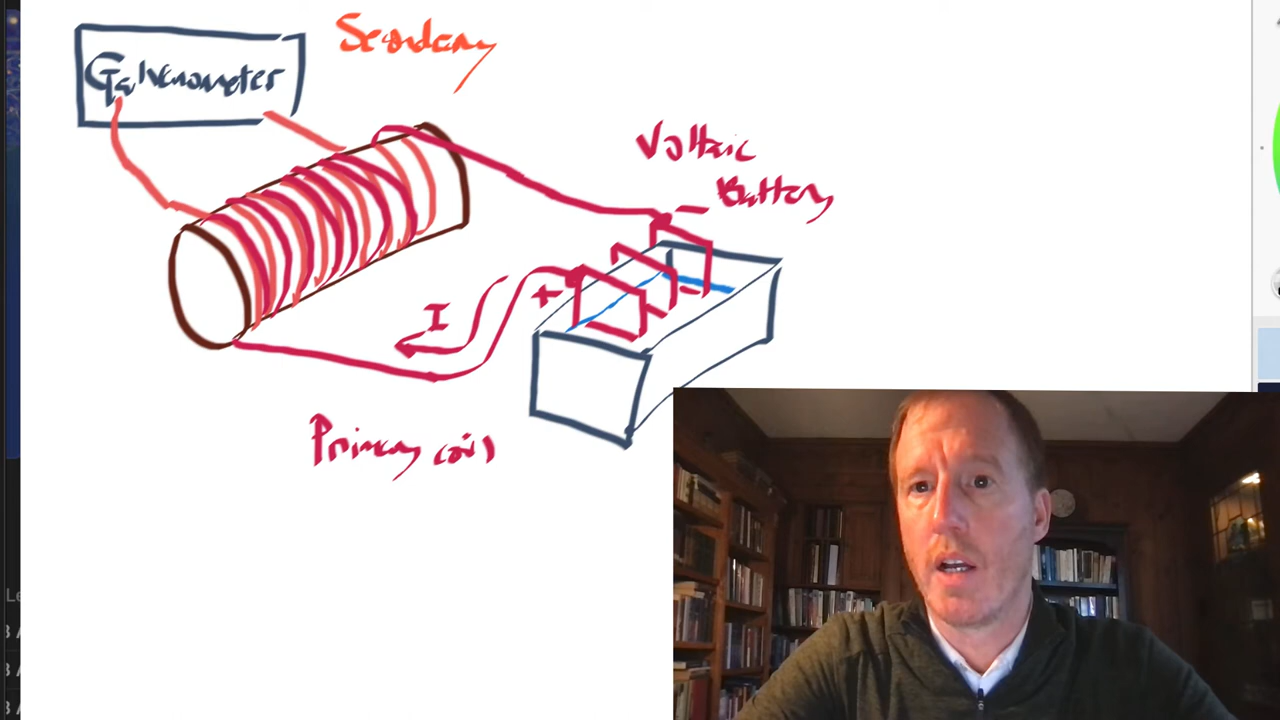 Secondary
Galvanometer
Voltaic
Battery
-
+
I
Primary coil